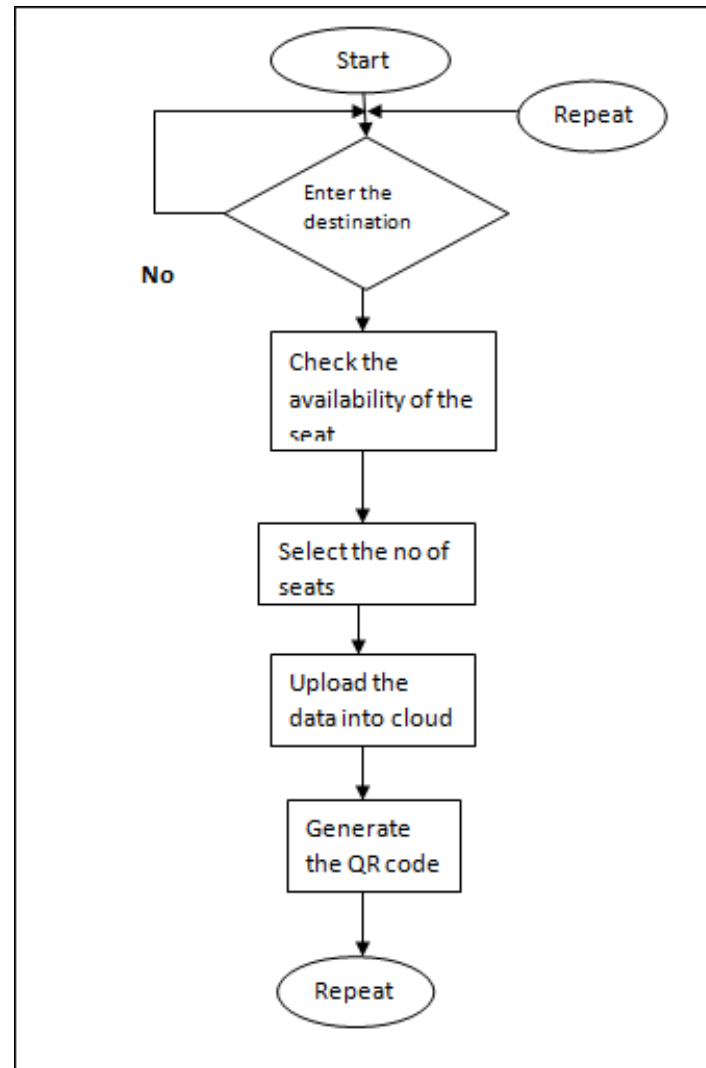 Start
Repeat
Enter the
destination
No
Check the
availability of the
seat
Select the no of
seats
Upload the
data into cloud
Generate
the QR code
Repeat